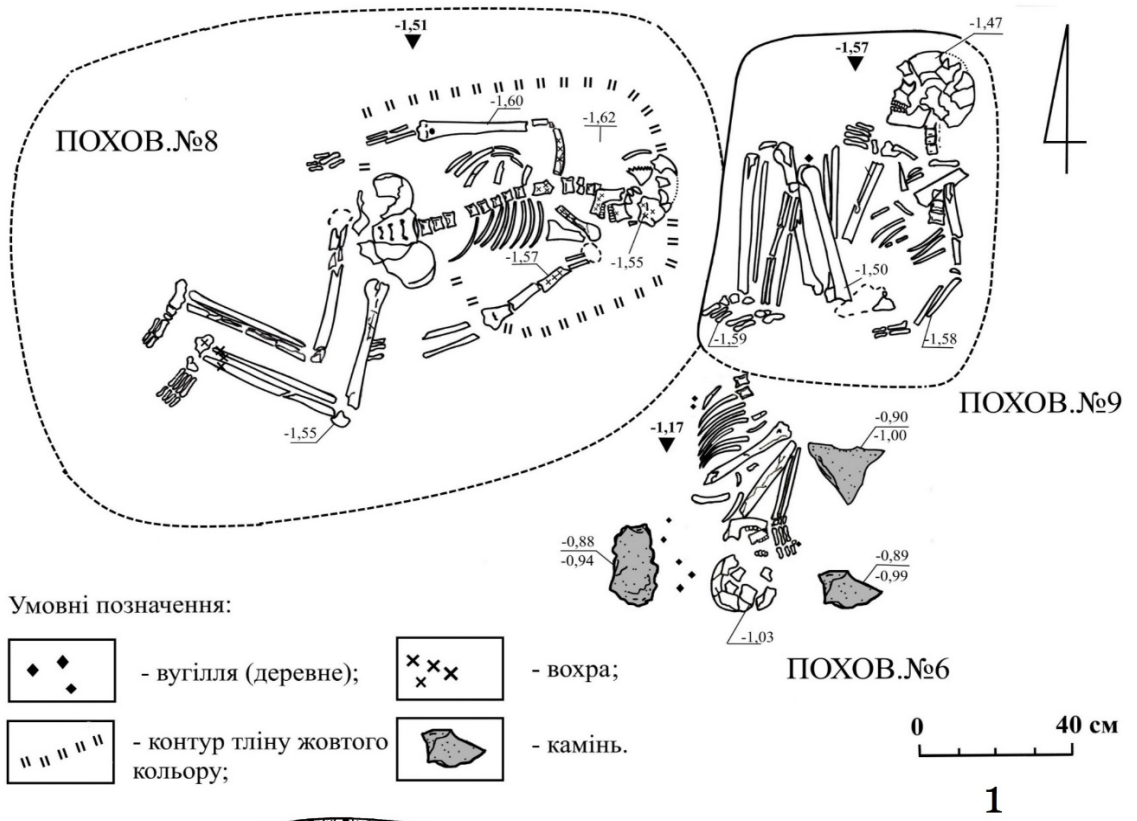 -1,51
-1,57
-1,47
-1,60
ПОХОВ.№8
-1,62
-1,57
-1,55
-1,50
-1,59
-1,58
-1,55
ПОХОВ.№9
-1,17
-0,90
-1,00
-0,88
-0,94
-0,89
-0,99
-1,03
ПОХОВ.№6
Умовні позначення:
- вугілля (деревне);
- вохра;
- контур тліну жовтого
кольору;
- камінь.
0 40 см
1